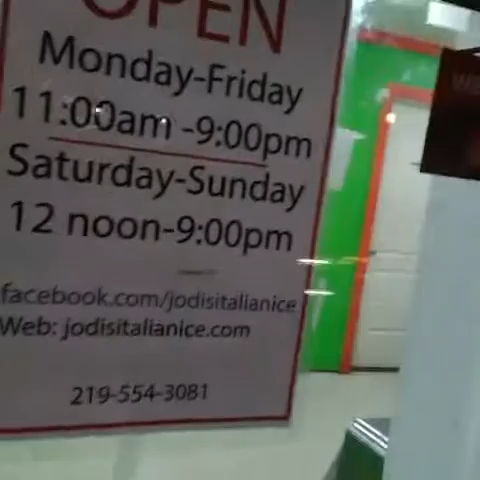 OPEN
Monday-Friday
11:00am -9:00pm
Saturday-Sunday
12 noon-9:00pm
facebook.com/jodisitalianice
Web: jodisitalianice.com
219-554-3081